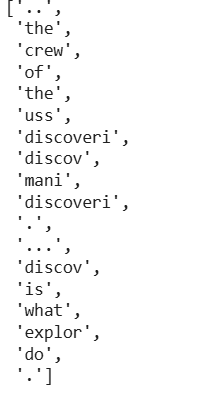 ['..',
'the',
'crew',
'of',
'the',
'uss',
'discoveri',
'discov',
'mani',
'discoveri',
'.',
'...',
'discov',
'is',
'what',
'explor',
'do',
'.']